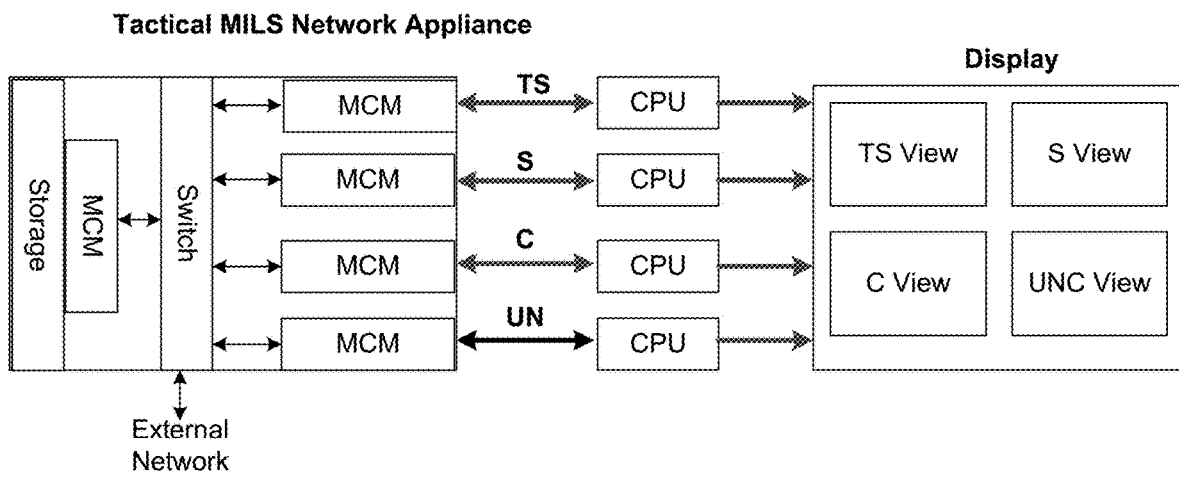 Tactical MILS Network Appliance
Display
Storage
MCM
Switch
MCM
TS
CPU
MCM
S
CPU
MCM
C
CPU
MCM
UN
CPU
TS View
S View
C View
UNC View
External
Network